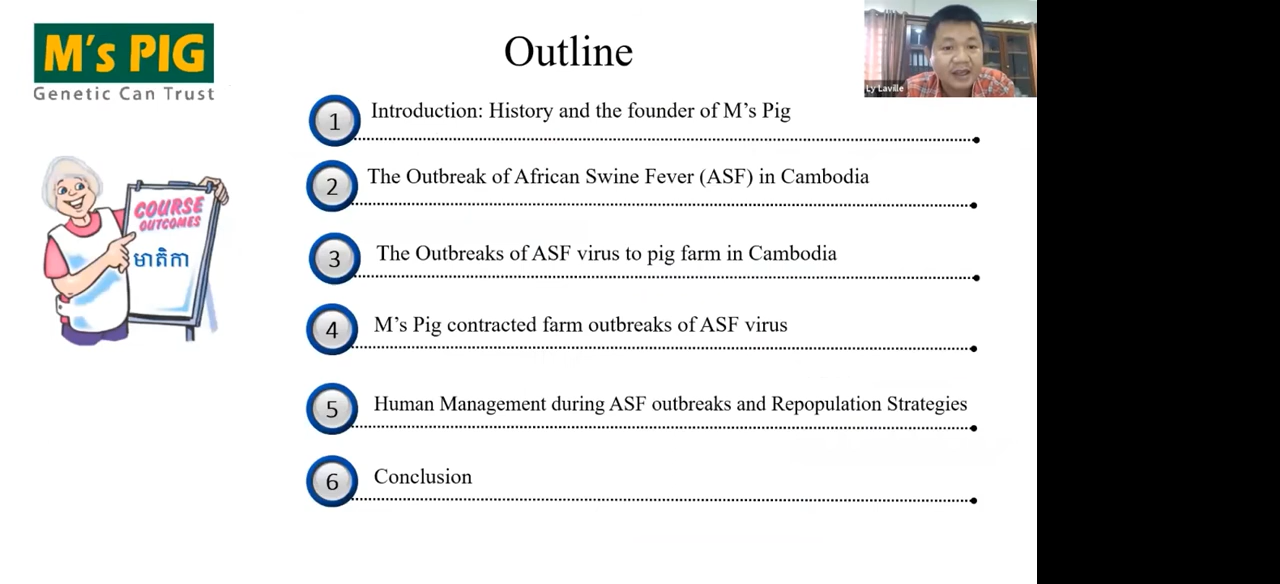 M's PIG
Genetic Can Trust
Outline
Ly Laville
COURSE
OUTCOMES
មាតិកា
1 Introduction: History and the founder of M's Pig
2 The Outbreak of African Swine Fever (ASF) in Cambodia
3 The Outbreaks of ASF virus to pig farm in Cambodia
4 M's Pig contracted farm outbreaks of ASF virus
5 Human Management during ASF outbreaks and Repopulation Strategies
6 Conclusion